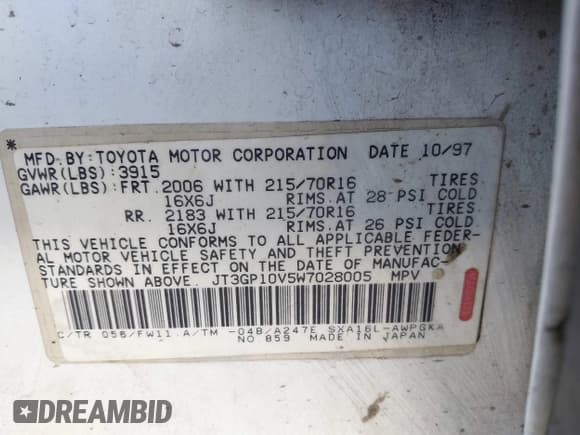 * MFD.BY:TOYOTA MOTOR CORPORATION DATE 10/97
GVWR(LBS):3915
GAWR(LBS):FRT.2006 WITH 215/70R16 TIRES
16X6J RIMS.AT 28 PSI COLD
RR. 2183 WITH 215/70R16 TIRES
16X6J RIMS.AT 26 PSI COLD
THIS VEHICLE CONFORMS TO ALL APPLICABLE FEDER-
AL MOTOR VEHICLE SAFETY AND THEFT PREVENTION
STANDARDS IN EFFECT ON THE DATE OF MANUFAC-
TURE SHOWN ABOVE. JT3GP10V5W7028005 MPV
C/TR 056/FW11.A/TM -04B/A247E SXA16L-AWPGKA
NO 859 MADE IN JAPAN
DREAMBID